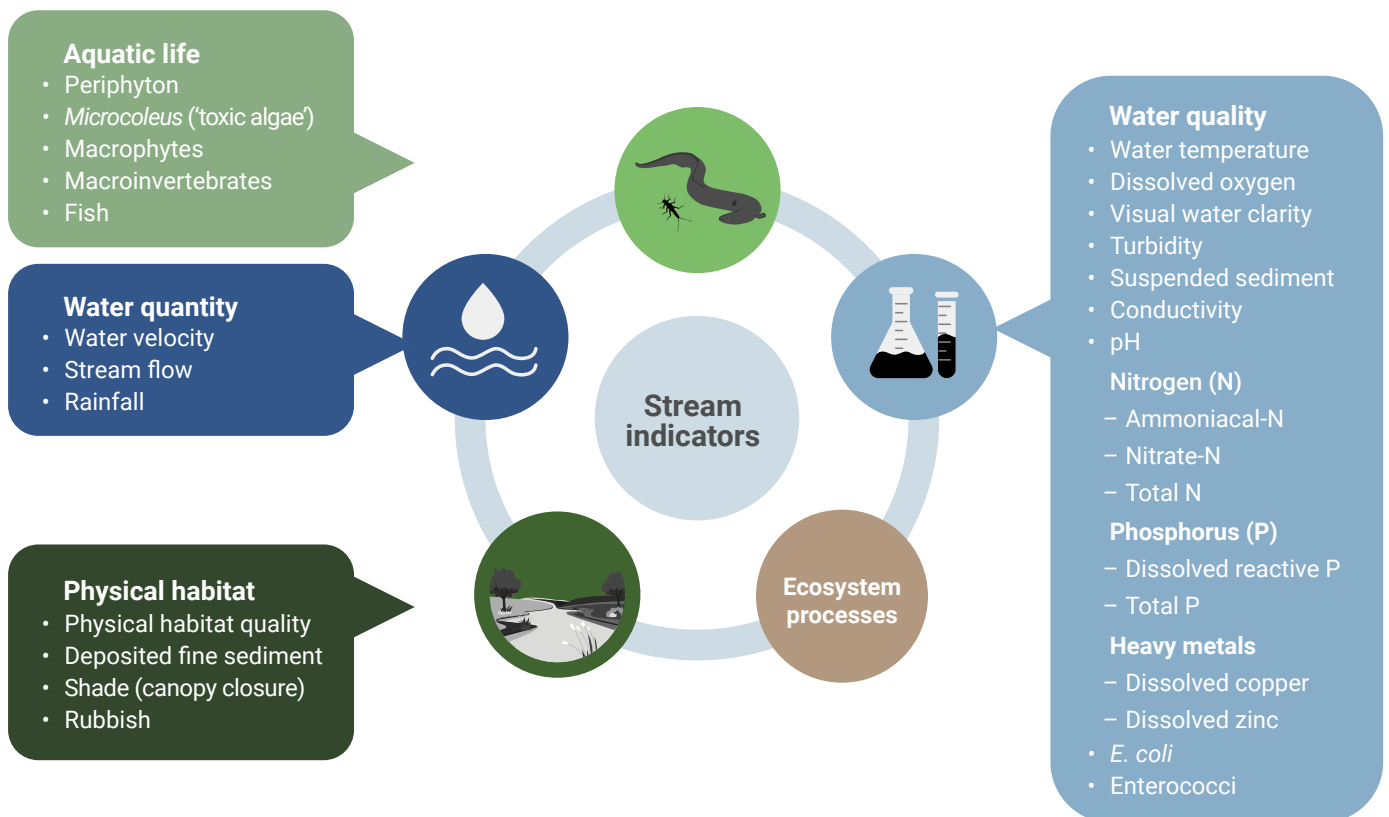 Aquatic life
• Periphyton
• Microcoleus (‘toxic algae’)
• Macrophytes
• Macroinvertebrates
• Fish
Water quantity
• Water velocity
• Stream flow
• Rainfall
Physical habitat
• Physical habitat quality
• Deposited fine sediment
• Shade (canopy closure)
• Rubbish
Stream
indicators
Ecosystem
processes
Water quality
• Water temperature
• Dissolved oxygen
• Visual water clarity
• Turbidity
• Suspended sediment
• Conductivity
• pH
Nitrogen (N)
– Ammoniacal-N
– Nitrate-N
– Total N
Phosphorus (P)
– Dissolved reactive P
– Total P
Heavy metals
– Dissolved copper
– Dissolved zinc
• E. coli
• Enterococci